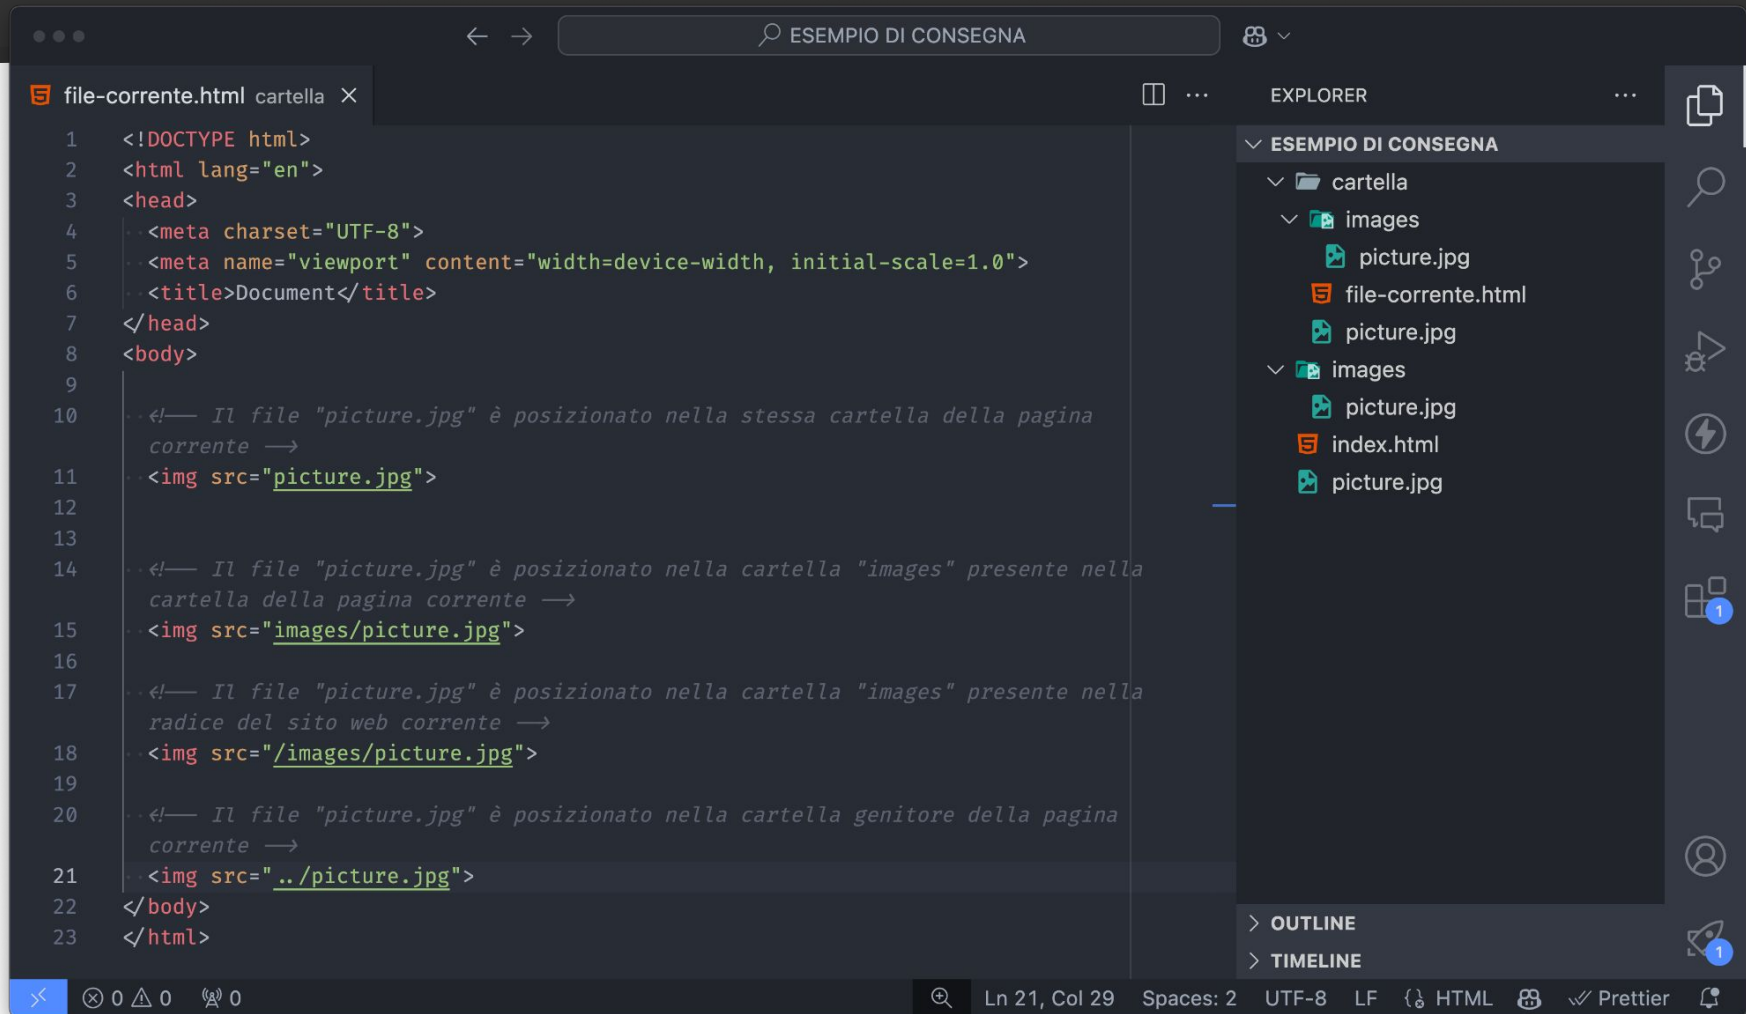 ESEMPIO DI CONSEGNA
file-corrente.html cartella
1 <!DOCTYPE html>
2 <html lang="en">
3 <head>
4 <meta charset="UTF-8">
5 <meta name="viewport" content="width=device-width, initial-scale=1.0">
6 <title>Document</title>
7 </head>
8 <body>
9
10 <!-- Il file "picture.jpg" è posizionato nella stessa cartella della pagina
corrente -->
11 <img src="picture.jpg">
12
13
14 <!-- Il file "picture.jpg" è posizionato nella cartella "images" presente nella
cartella della pagina corrente -->
15 <img src="images/picture.jpg">
16
17 <!-- Il file "picture.jpg" è posizionato nella cartella "images" presente nella
radice del sito web corrente -->
18 <img src="/images/picture.jpg">
19
20 <!-- Il file "picture.jpg" è posizionato nella cartella genitore della pagina
corrente -->
21 <img src="../picture.jpg">
22 </body>
23 </html>
EXPLORER
ESEMPIO DI CONSEGNA
cartella
images
picture.jpg
file-corrente.html
picture.jpg
images
picture.jpg
index.html
picture.jpg
OUTLINE
TIMELINE
1
1
0 0 0 Ln 21, Col 29 Spaces: 2 UTF-8 LF HTML Prettier